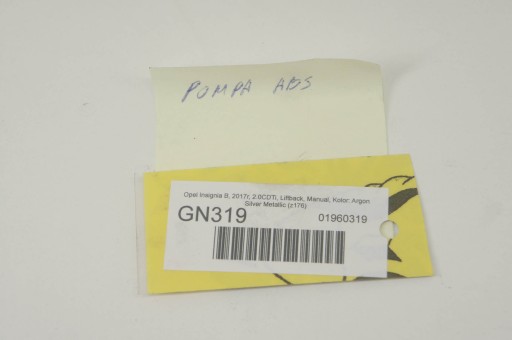 POMPA ABS
Opel Insignia B, 2017r, 2.0CDTI, Liftback, Manual, Kolor: Argon
Silver Metallic (z176)
GN319 01960319